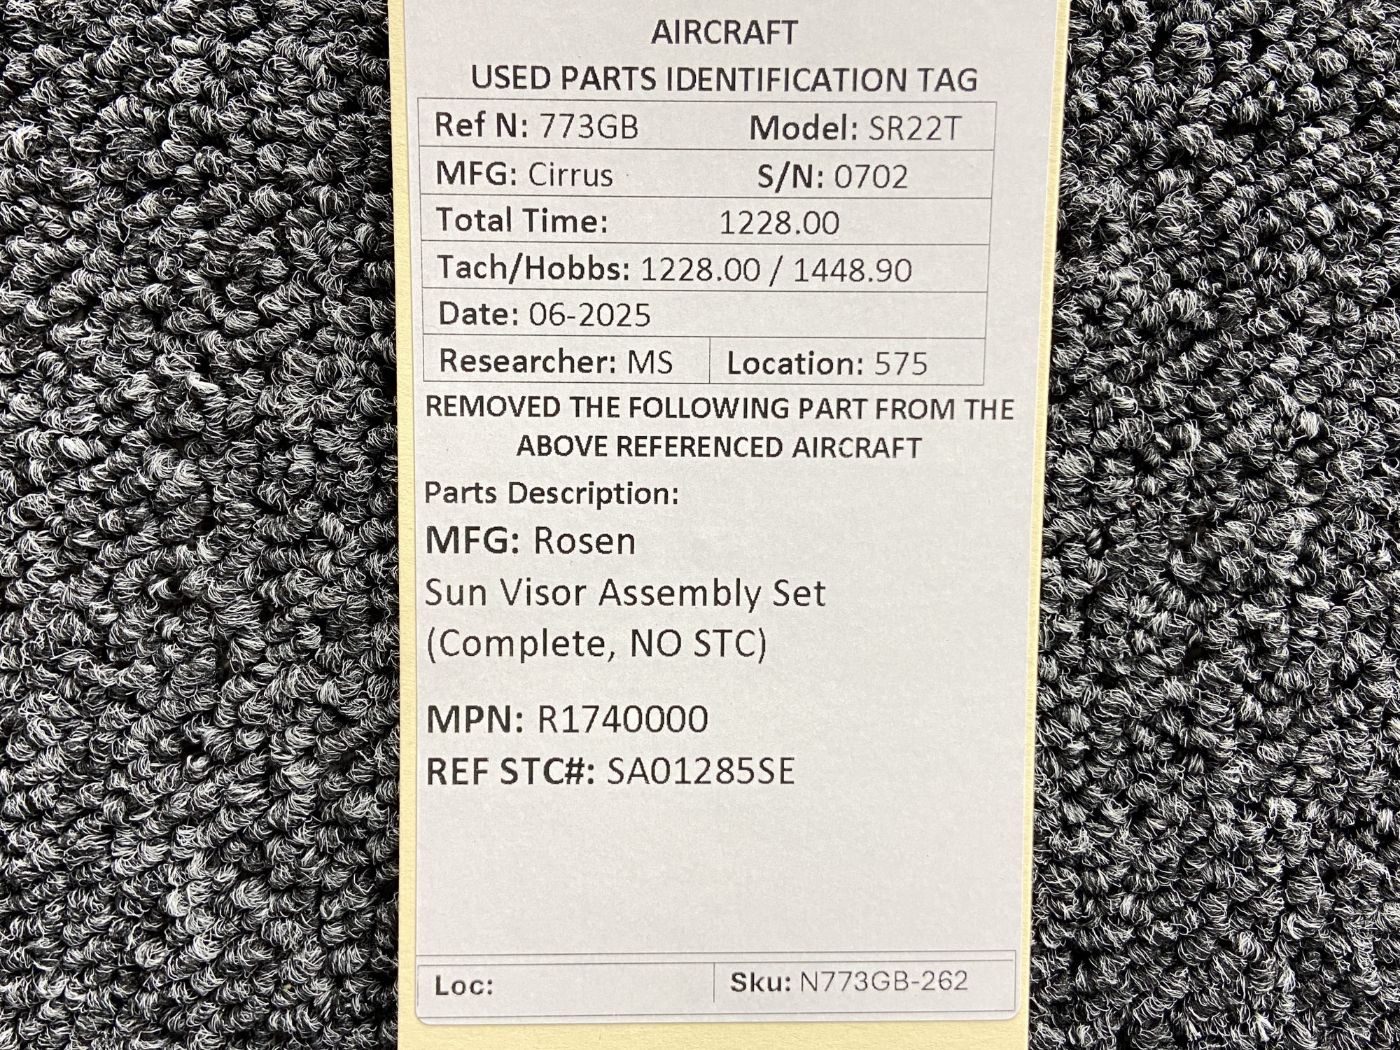 AIRCRAFT
USED PARTS IDENTIFICATION TAG
Ref N: 773GB Model: SR22T
MFG: Cirrus S/N: 0702
Total Time: 1228.00
Tach/Hobbs: 1228.00 / 1448.90
Date: 06-2025
Researcher: MS Location: 575
REMOVED THE FOLLOWING PART FROM THE
ABOVE REFERENCED AIRCRAFT
Parts Description:
MFG: Rosen
Sun Visor Assembly Set
(Complete, NO STC)
MPN: R1740000
REF STC#: SA01285SE
Loc: Sku: N773GB-262